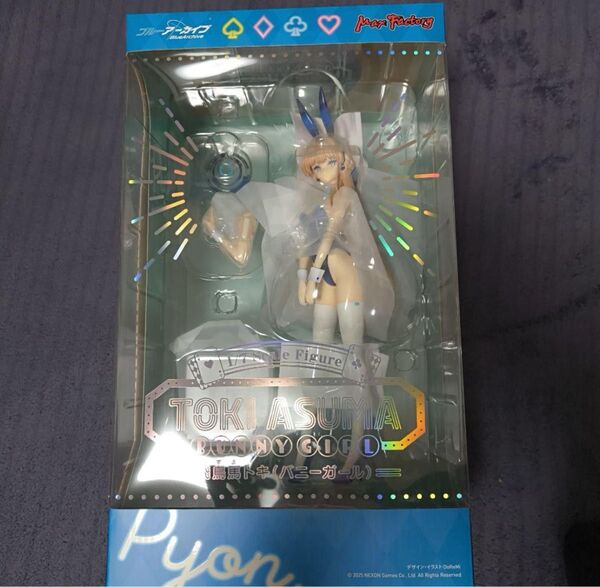 ブルーアーカイブ
Blue Archive
Max Factory
1/7 Scale Figure
TOKI ASUMA
BUNNY GIRL
飛鳥馬トキ(バニーガール)
Pyon
デザイン・イラスト:DoReMi
© 2025 NEXON Games Co., Ltd. All Rights Reserved